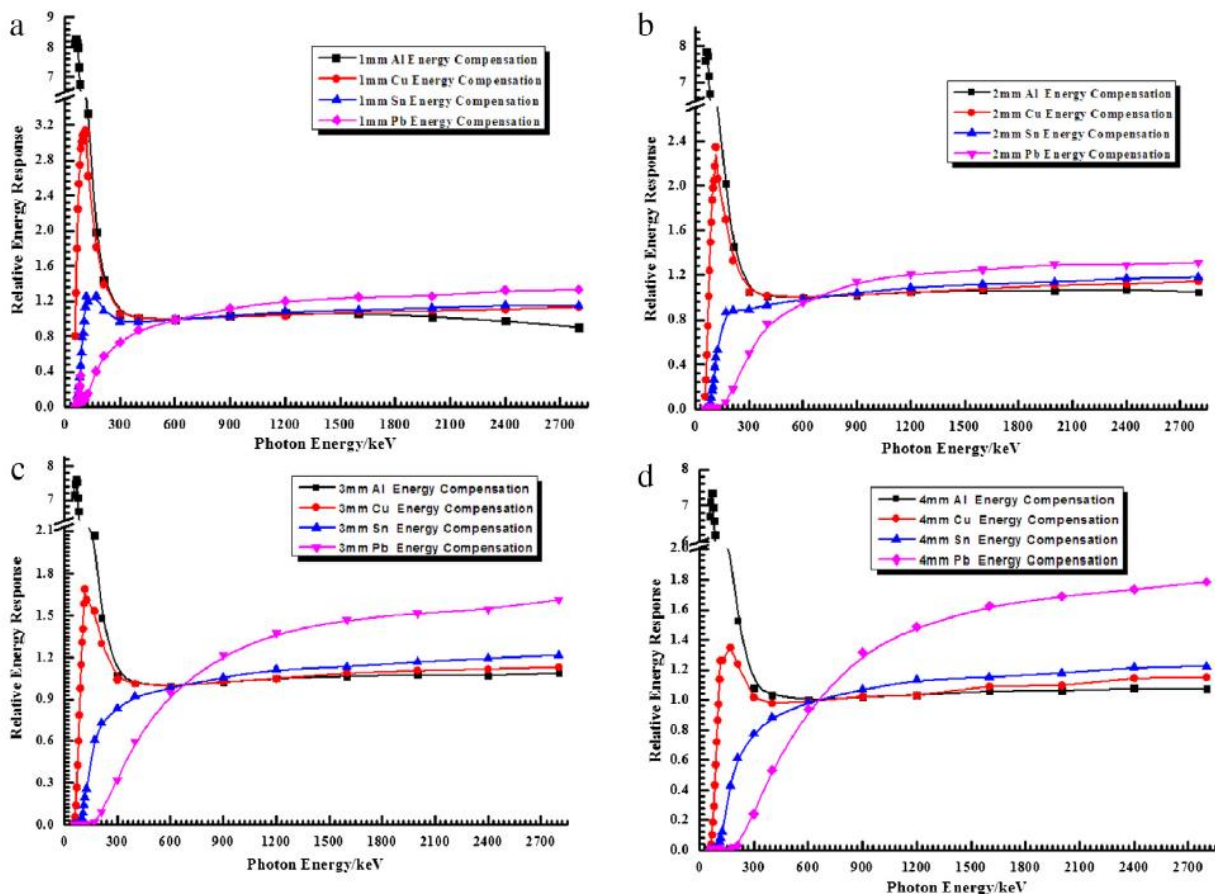 a
9
8
7
3.2
2.8
2.4
2.0
1.6
1.2
0.8
0.4
0.0
Relative Energy Response
1mm Al Energy Compensation
1mm Cu Energy Compensation
1mm Sn Energy Compensation
1mm Pb Energy Compensation
0 300 600 900 1200 1500 1800 2100 2400 2700
Photon Energy/keV
b
8
7
2.4
2.0
1.6
1.2
0.8
0.4
0.0
Relative Energy Response
2mm Al Energy Compensation
2mm Cu Energy Compensation
2mm Sn Energy Compensation
2mm Pb Energy Compensation
0 300 600 900 1200 1500 1800 2100 2400 2700
Photon Energy/keV
c
8
7
2.1
1.8
1.5
1.2
0.9
0.6
0.3
0.0
Relative Energy Response
3mm Al Energy Compensation
3mm Cu Energy Compensation
3mm Sn Energy Compensation
3mm Pb Energy Compensation
0 300 600 900 1200 1500 1800 2100 2400 2700
Photon Energy/keV
d
8
7
6
2.0
1.8
1.6
1.4
1.2
1.0
0.8
0.6
0.4
0.2
0.0
Relative Energy Response
4mm Al Energy Compensation
4mm Cu Energy Compensation
4mm Sn Energy Compensation
4mm Pb Energy Compensation
0 300 600 900 1200 1500 1800 2100 2400 2700
Photon Energy/keV